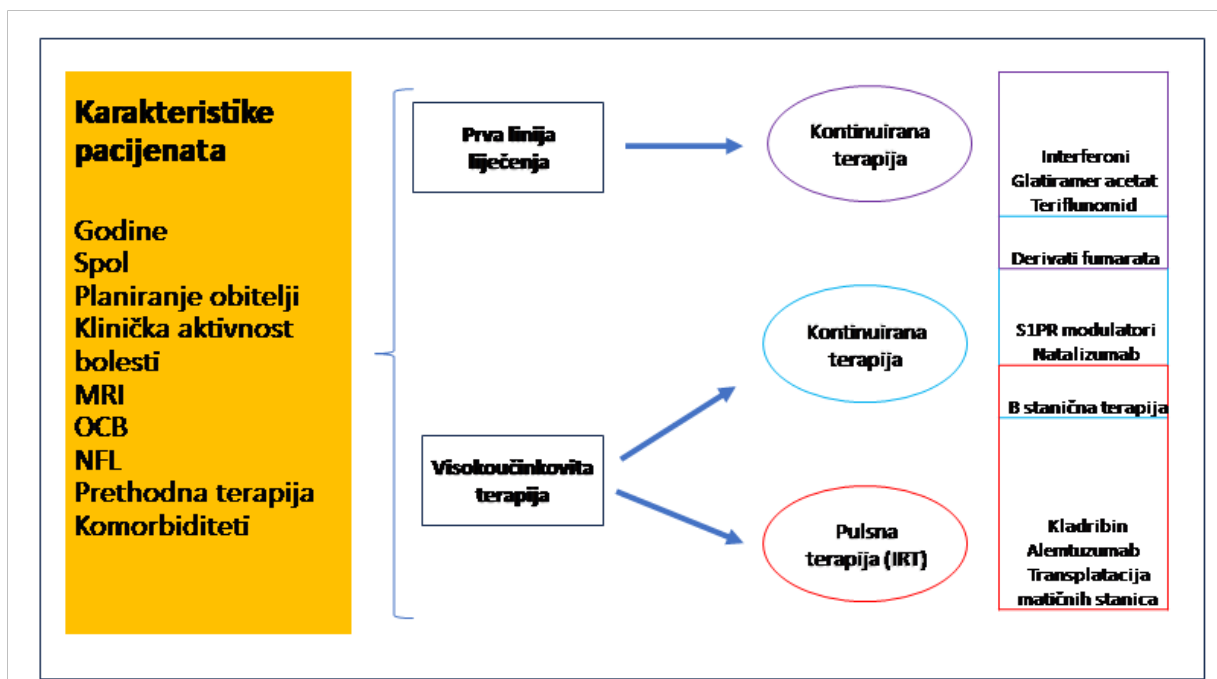 Karakteristike
pacijenata
Godine
Spol
Planiranje obitelji
Klinička aktivnost
bolesti
MRI
OCB
NFL
Prethodna terapija
Komorbiditeti
Prva linija
liječenja
Visokoučinkovita
terapija
Kontinuirana
terapija
Kontinuirana
terapija
Pulsna
terapija (IRT)
Interferoni
Glatiramer acetat
Teriflunomid
Derivati fumarata
S1PR modulatori
Natalizumab
B stanična terapija
Kladribin
Alemtuzumab
Transplatacija
matičnih stanica